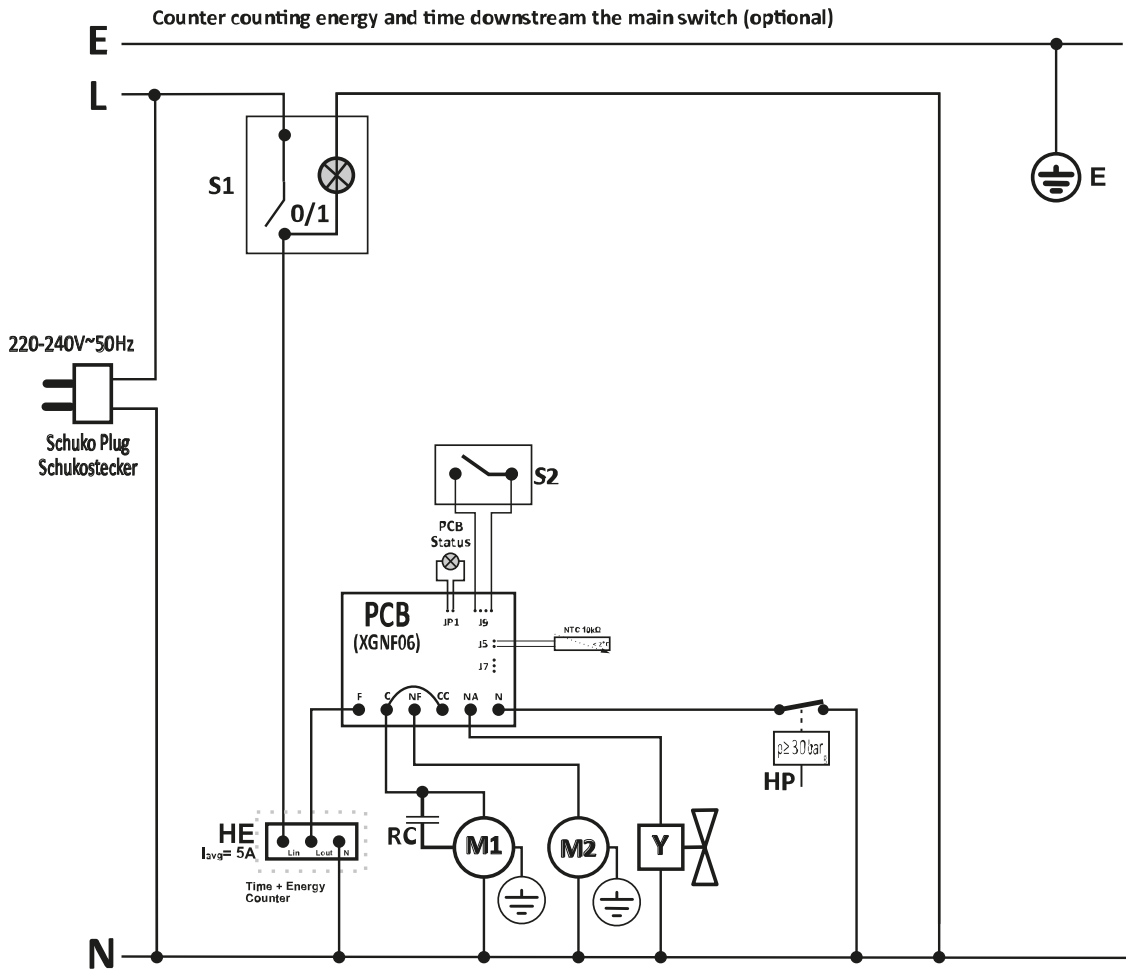 Counter counting energy and time downstream the main switch (optional)
E
L
S1
0/1
E
220-240V~50Hz
Schuko Plug
Schukostecker
S2
PCB
Status
PCB
(XGNF06)
JP1
J9
NTC 10kΩ
J5
J7
F
C
NF
CC
NA
N
p≥30bar
HP
HE
Iavg= 5A
Lin
Lout
N
RC
M1
M2
Y
Time + Energy
Counter
N